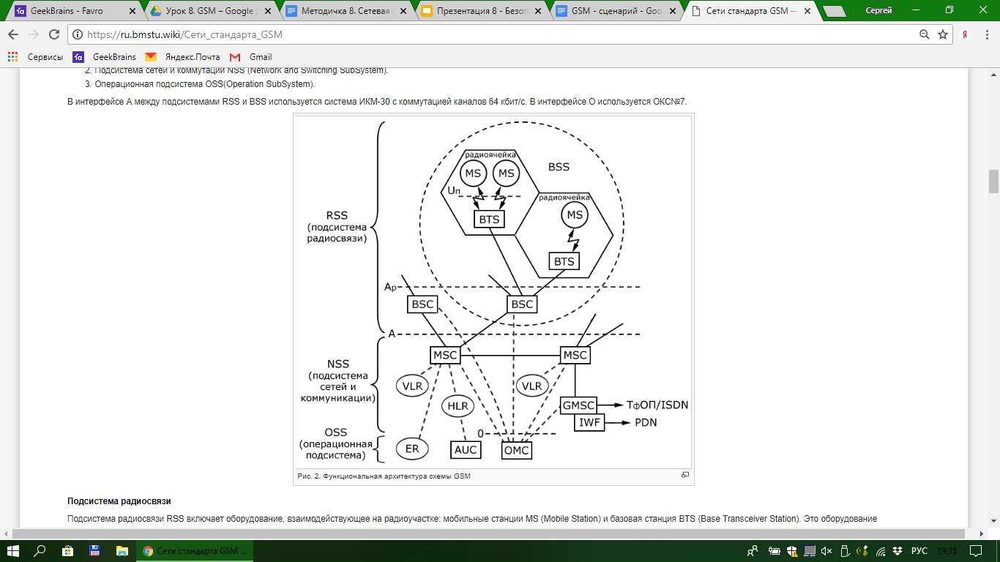 GeekBrains - Favro
Урок 8. GSM – Google
Методичка 8. Сетевая
Презентация 8 - Безоп
GSM - сценарий - Goo
Сети стандарта GSM —
Сергей
https://ru.bmstu.wiki/Сети_стандарта_GSM
Сервисы
GeekBrains
Яндекс.Почта
Gmail
2. Подсистема сетей и коммутации NSS (Network and Switching SubSystem).
3. Операционная подсистема OSS(Operation SubSystem).
В интерфейсе А между подсистемами RSS и BSS используется система ИКМ-30 с коммутацией каналов 64 кбит/с. В интерфейсе О используется ОКС№7.
радиоячейка
MS MS
BSS
Uп
BTS
радиоячейка
MS
BTS
RSS
(подсистема
радиосвязи)
Ap
BSC
BSC
A
MSC
MSC
NSS
(подсистема
сетей и
коммуникации)
VLR
VLR
HLR
GMSC
ТфОП/ISDN
IWF
PDN
OSS
(операционная
подсистема)
0
ER
AUC
OMC
Рис. 2. Функциональная архитектура схемы GSM
Подсистема радиосвязи
Подсистема радиосвязи RSS включает оборудование, взаимодействующее на радиоучастке: мобильные станции MS (Mobile Station) и базовая станция BTS (Base Transceiver Station). Это оборудование
Сети стандарта GSM ...
РУС
19:35